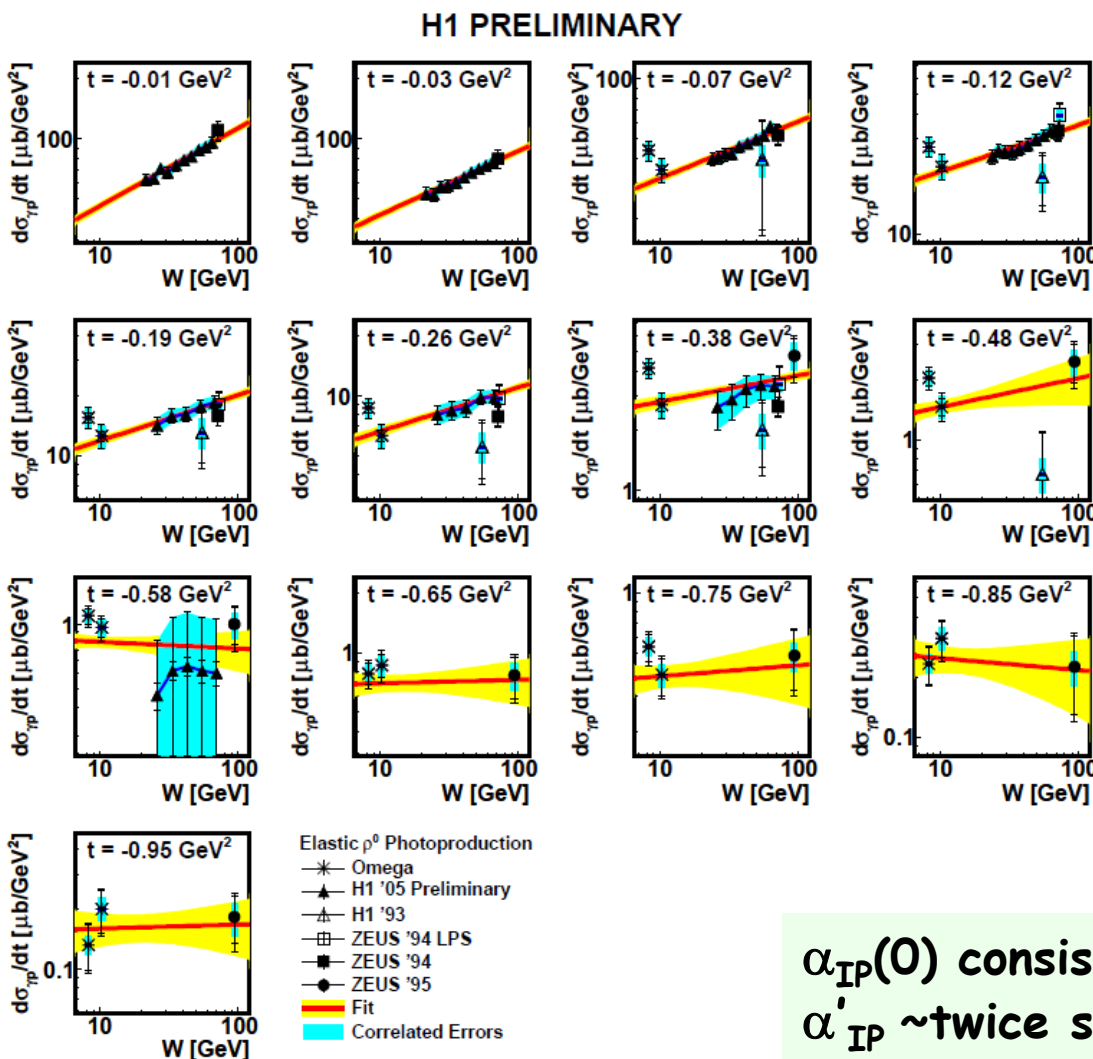 H1 PRELIMINARY
dσγp/dt [μb/GeV²]
t = -0.01 GeV²
100
10
100
W [GeV]
dσγp/dt [μb/GeV²]
t = -0.03 GeV²
100
10
100
W [GeV]
dσγp/dt [μb/GeV²]
100
t = -0.07 GeV²
10
100
W [GeV]
dσγp/dt [μb/GeV²]
t = -0.12 GeV²
10
10
100
W [GeV]
dσγp/dt [μb/GeV²]
t = -0.19 GeV²
10
10
100
W [GeV]
dσγp/dt [μb/GeV²]
t = -0.26 GeV²
10
10
100
W [GeV]
dσγp/dt [μb/GeV²]
t = -0.38 GeV²
1
10
100
W [GeV]
dσγp/dt [μb/GeV²]
t = -0.48 GeV²
1
10
100
W [GeV]
dσγp/dt [μb/GeV²]
t = -0.58 GeV²
1
10
100
W [GeV]
dσγp/dt [μb/GeV²]
t = -0.65 GeV²
1
10
100
W [GeV]
dσγp/dt [μb/GeV²]
1
t = -0.75 GeV²
10
100
W [GeV]
dσγp/dt [μb/GeV²]
t = -0.85 GeV²
0.1
10
100
W [GeV]
dσγp/dt [μb/GeV²]
t = -0.95 GeV²
0.1
10
100
W [GeV]
Elastic ρ⁰ Photoproduction
Omega
H1 '05 Preliminary
H1 '93
ZEUS '94 LPS
ZEUS '94
ZEUS '95
Fit
Correlated Errors
αIP(0) consis
α'IP ~twice s